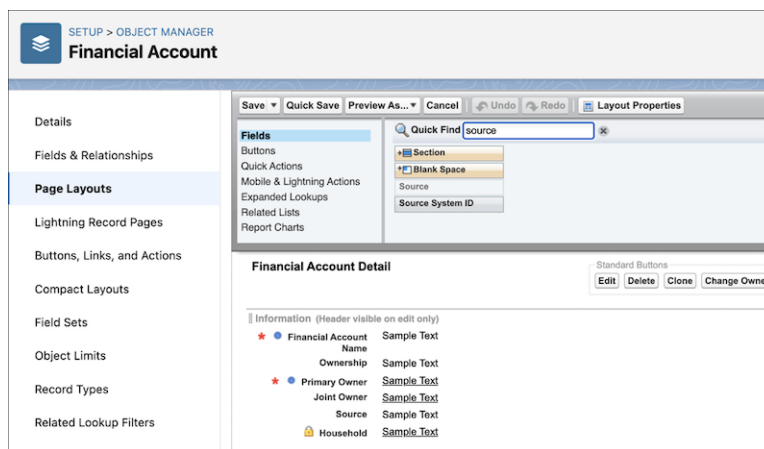 SETUP > OBJECT MANAGER
Financial Account
Details
Fields & Relationships
Page Layouts
Lightning Record Pages
Buttons, Links, and Actions
Compact Layouts
Field Sets
Object Limits
Record Types
Related Lookup Filters
Save Quick Save Preview As... Cancel Undo Redo Layout Properties
Fields
Buttons
Quick Actions
Mobile & Lightning Actions
Expanded Lookups
Related Lists
Report Charts
Quick Find source
Section
Blank Space
Source
Source System ID
Financial Account Detail
Standard Buttons
Edit Delete Clone Change Owne
Information (Header visible on edit only)
* Financial Account Name Sample Text
Ownership Sample Text
* Primary Owner Sample Text
Joint Owner Sample Text
Source Sample Text
Household Sample Text